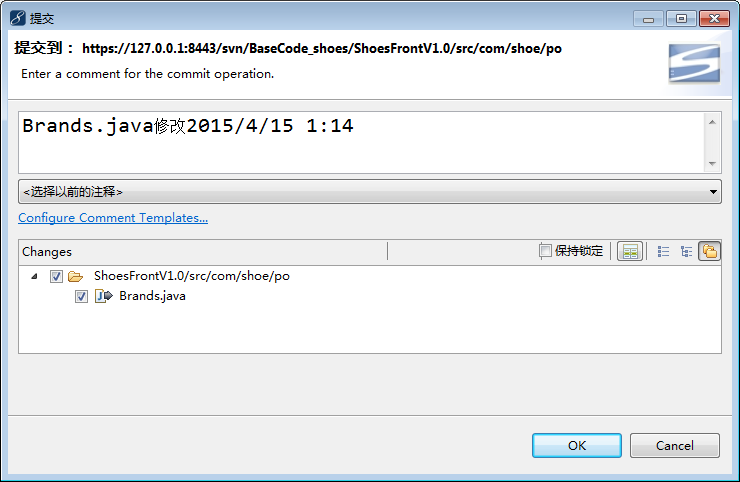 提交
提交到： https://127.0.0.1:8443/svn/BaseCode_shoes/ShoesFrontV1.0/src/com/shoe/po
Enter a comment for the commit operation.
Brands.java修改2015/4/15 1:14
<选择以前的注释>
Configure Comment Templates...
Changes 保持锁定
ShoesFrontV1.0/src/com/shoe/po
Brands.java
OK Cancel